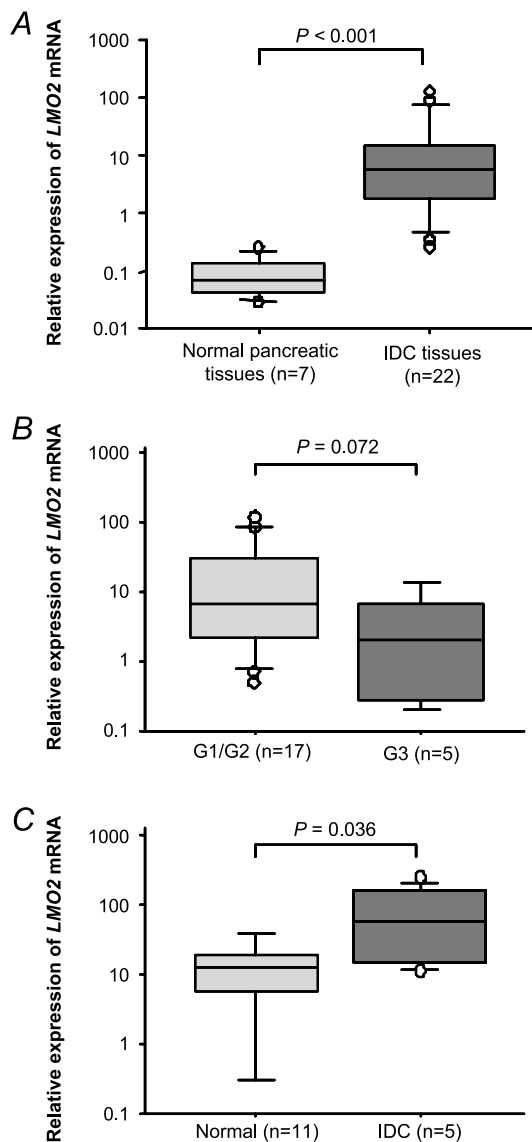 A
Relative expression of LMO2 mRNA
1000
100
10
1
0.1
0.01
P < 0.001
Normal pancreatic
tissues (n=7)
IDC tissues
(n=22)
B
Relative expression of LMO2 mRNA
1000
100
10
1
0.1
P = 0.072
G1/G2 (n=17)
G3 (n=5)
C
Relative expression of LMO2 mRNA
1000
100
10
1
0.1
P = 0.036
Normal (n=11)
IDC (n=5)